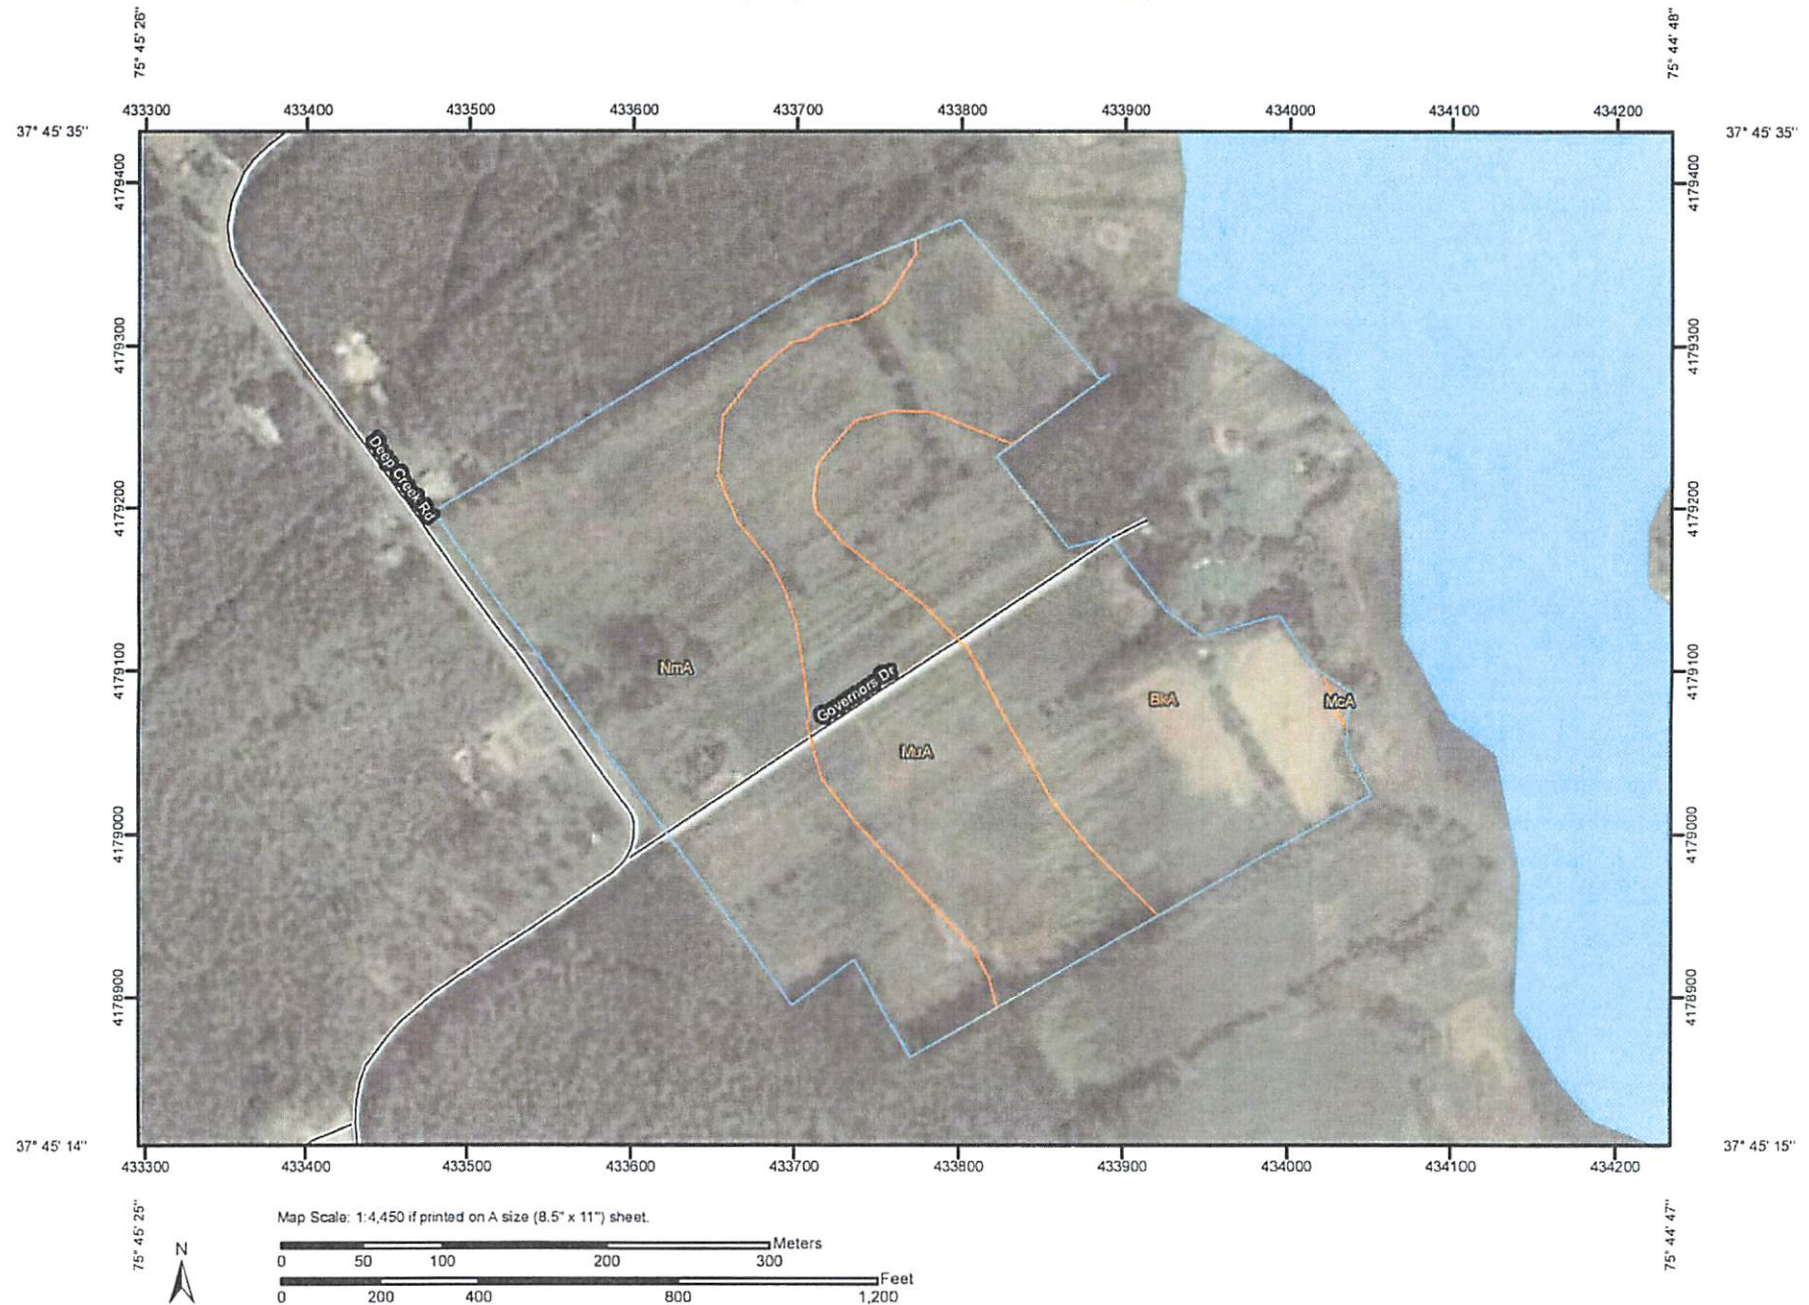 75° 45' 26"
75° 44' 48"
433300 433400 433500 433600 433700 433800 433900 434000 434100 434200
37° 45' 35"
37° 45' 35"
4179400
4179400
4179300
4179300
Deep Creek Rd
4179200
4179200
4179100
4179100
NmA
Governors Dr
BkA
McA
MuA
4179000
4179000
4178900
4178900
37° 45' 14"
37° 45' 15"
433300 433400 433500 433600 433700 433800 433900 434000 434100 434200
75° 45' 25"
75° 44' 47"
Map Scale: 1:4,450 if printed on A size (8.5" x 11") sheet.
N
Meters
0 50 100 200 300
Feet
0 200 400 800 1,200